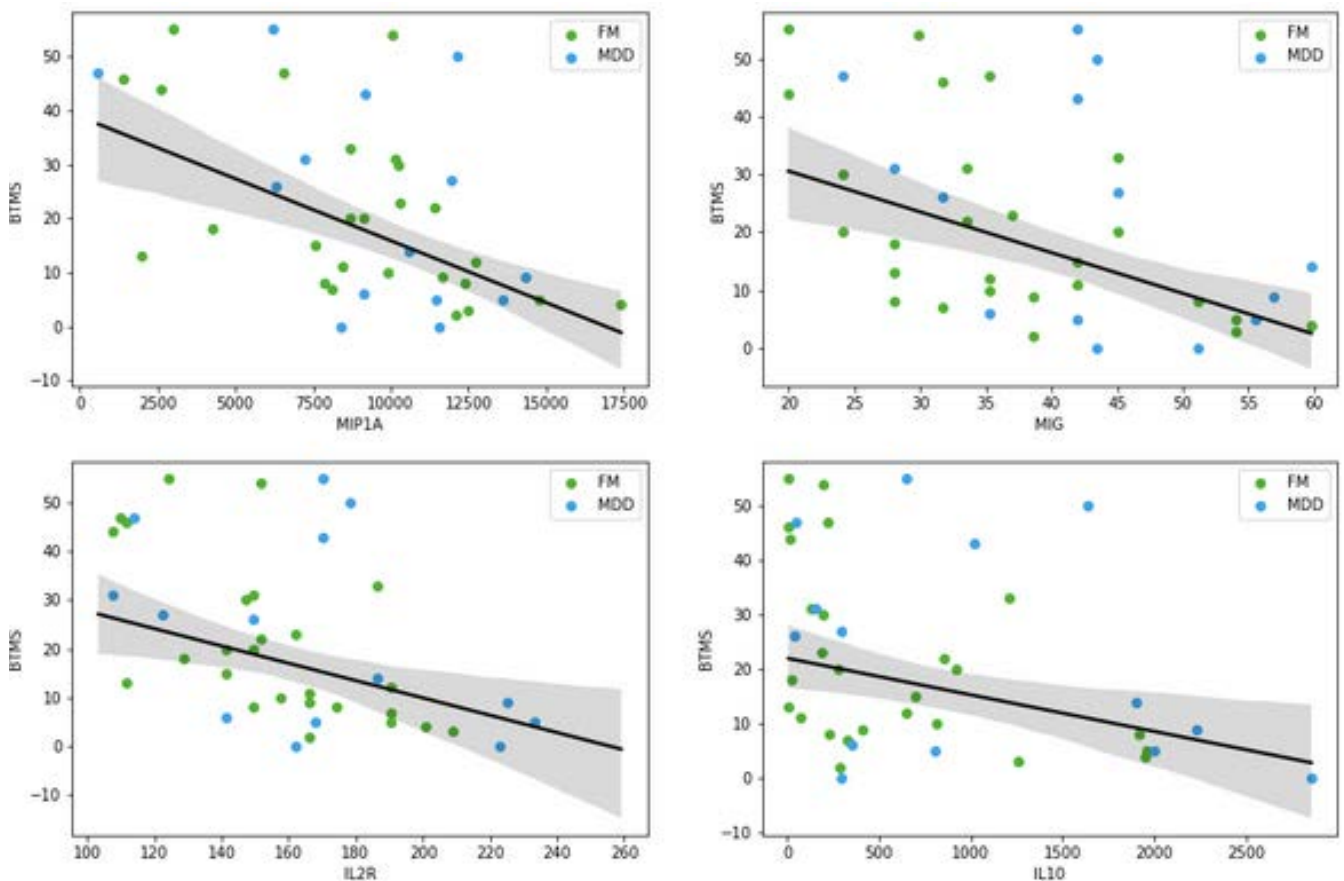 FM
MDD
50
40
30
20
10
0
−10
BTMS
0 2500 5000 7500 10000 12500 15000 17500
MIP1A
FM
MDD
50
40
30
20
10
0
BTMS
20 25 30 35 40 45 50 55 60
MIG
FM
MDD
50
40
30
20
10
0
−10
BTMS
100 120 140 160 180 200 220 240 260
IL2R
FM
MDD
50
40
30
20
10
0
−10
BTMS
0 500 1000 1500 2000 2500
IL10